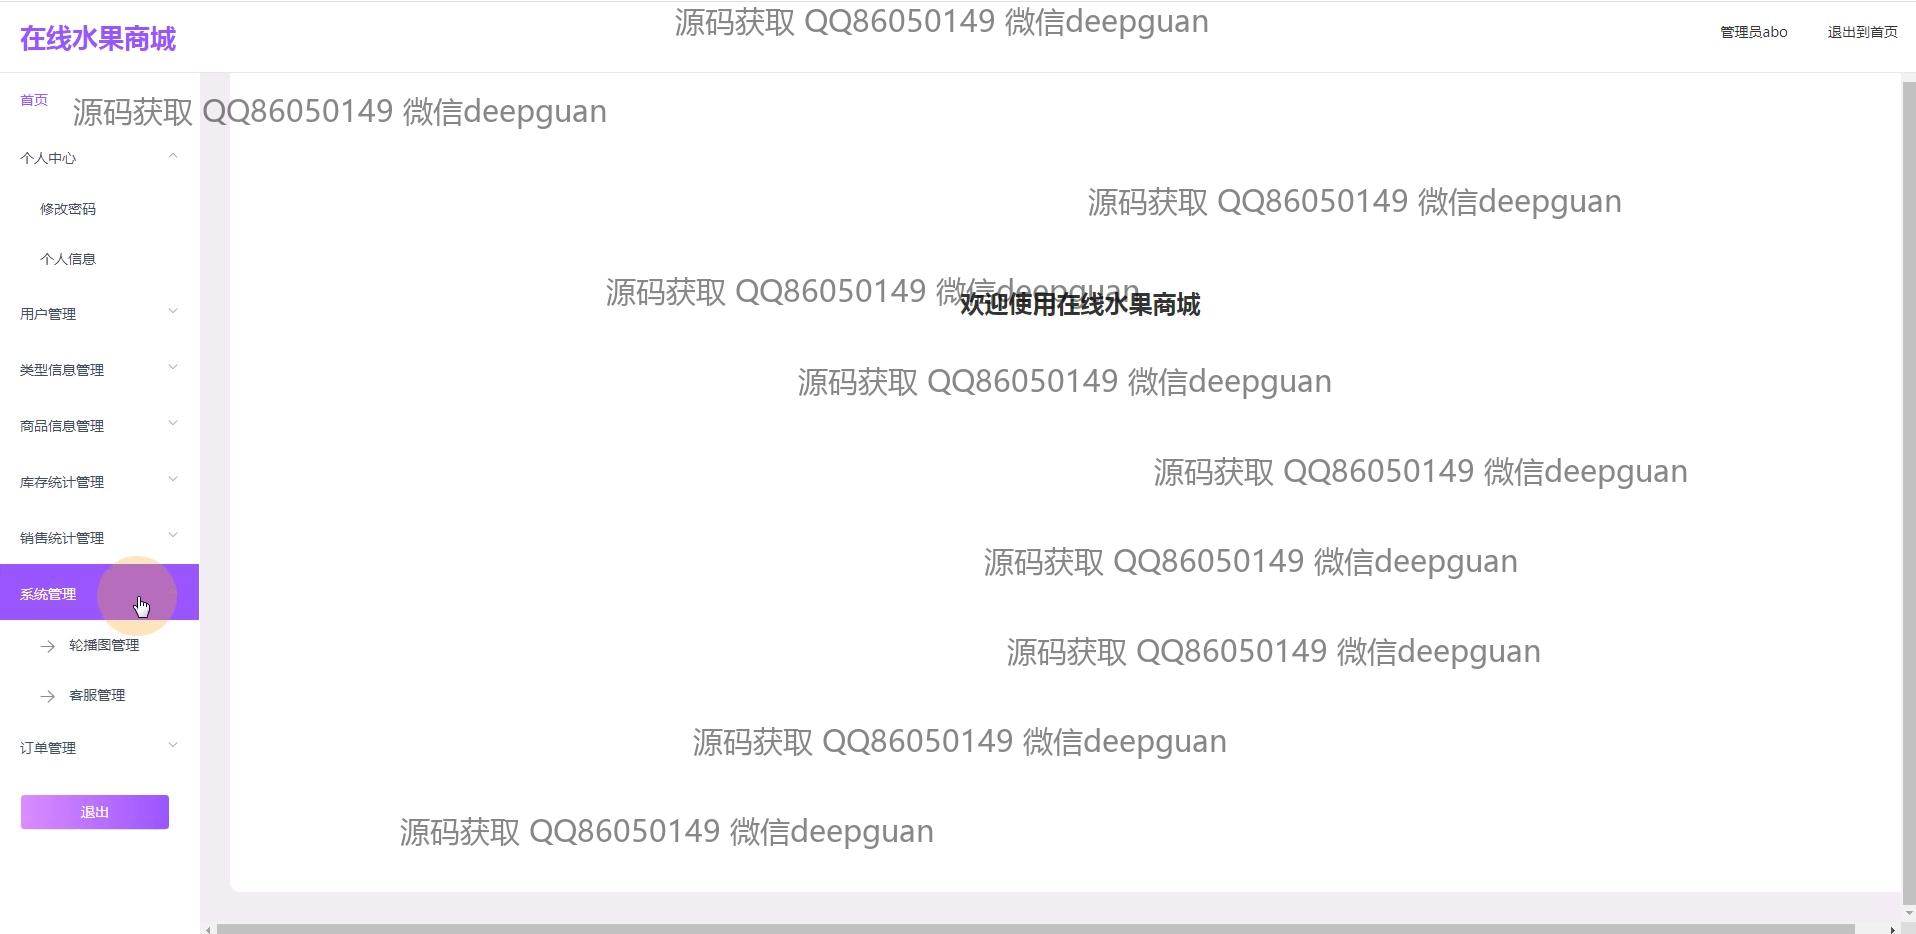 源码获取 QQ86050149 微信deepguan
在线水果商城
管理员abo
退出到首页
首页
源码获取 QQ86050149 微信deepguan
个人中心
修改密码
源码获取 QQ86050149 微信deepguan
个人信息
源码获取 QQ86050149 微信deepguan
欢迎使用在线水果商城
用户管理
类型信息管理
源码获取 QQ86050149 微信deepguan
商品信息管理
源码获取 QQ86050149 微信deepguan
库存统计管理
销售统计管理
源码获取 QQ86050149 微信deepguan
系统管理
轮播图管理
源码获取 QQ86050149 微信deepguan
客服管理
源码获取 QQ86050149 微信deepguan
订单管理
退出
源码获取 QQ86050149 微信deepguan